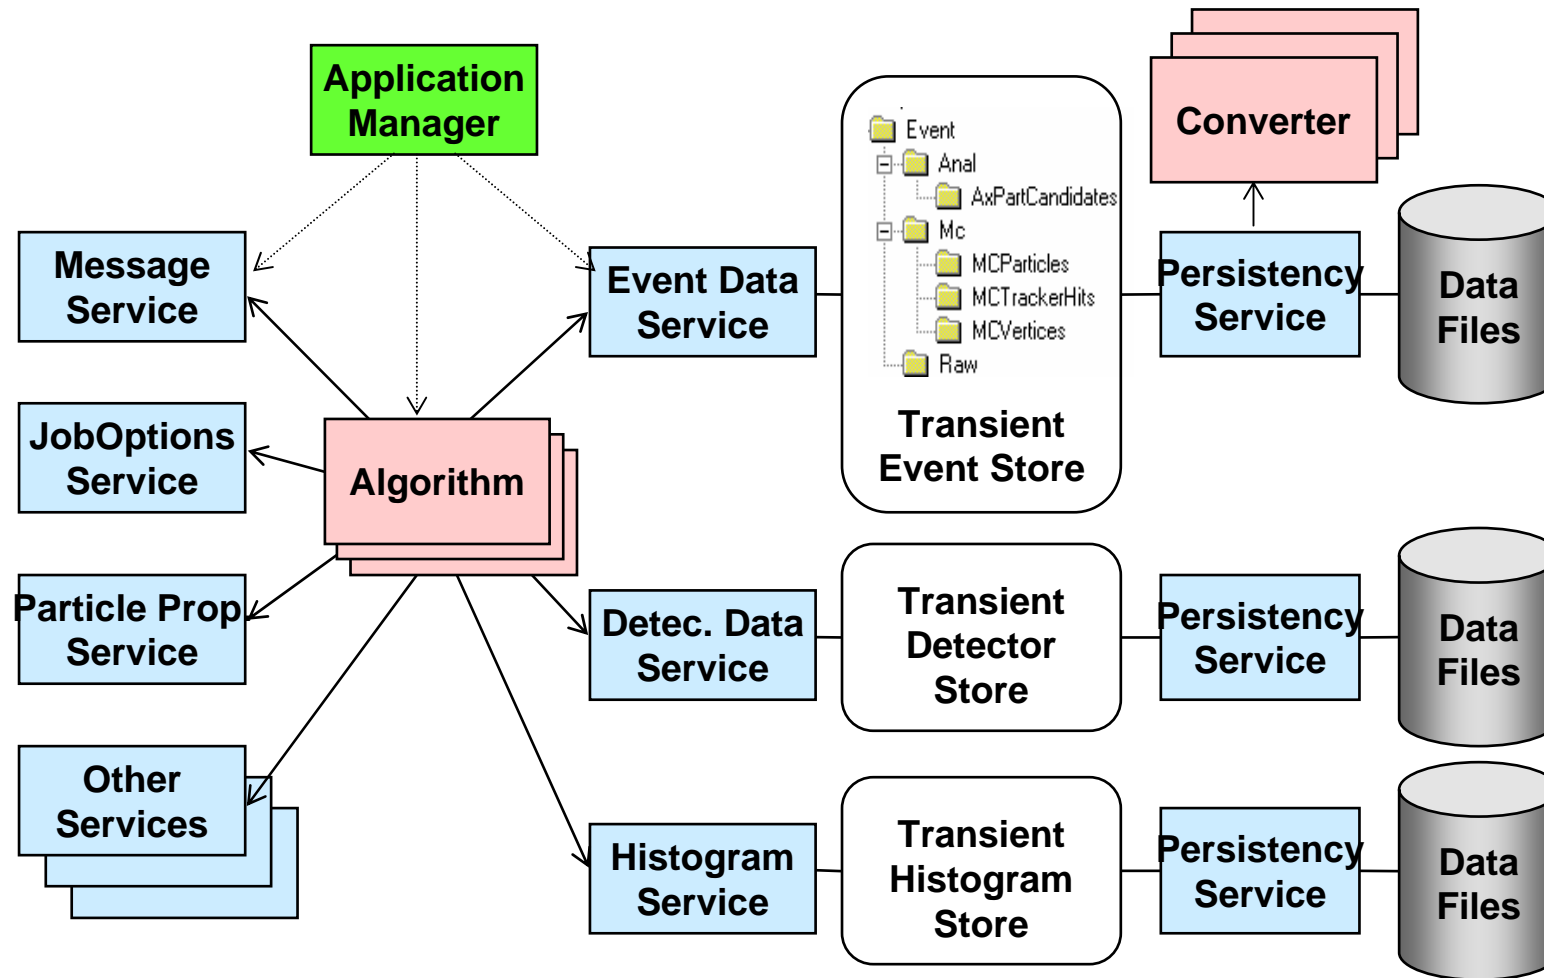 Application
Manager
Event
Anal
AxPartCandidates
Mc
MCParticles
MCTrackerHits
MCVertices
Raw
Transient
Event Store
Converter
Message
Service
Event Data
Service
Persistency
Service
Data
Files
JobOptions
Service
Algorithm
Particle Prop.
Service
Detec. Data
Service
Transient
Detector
Store
Persistency
Service
Data
Files
Other
Services
Histogram
Service
Transient
Histogram
Store
Persistency
Service
Data
Files